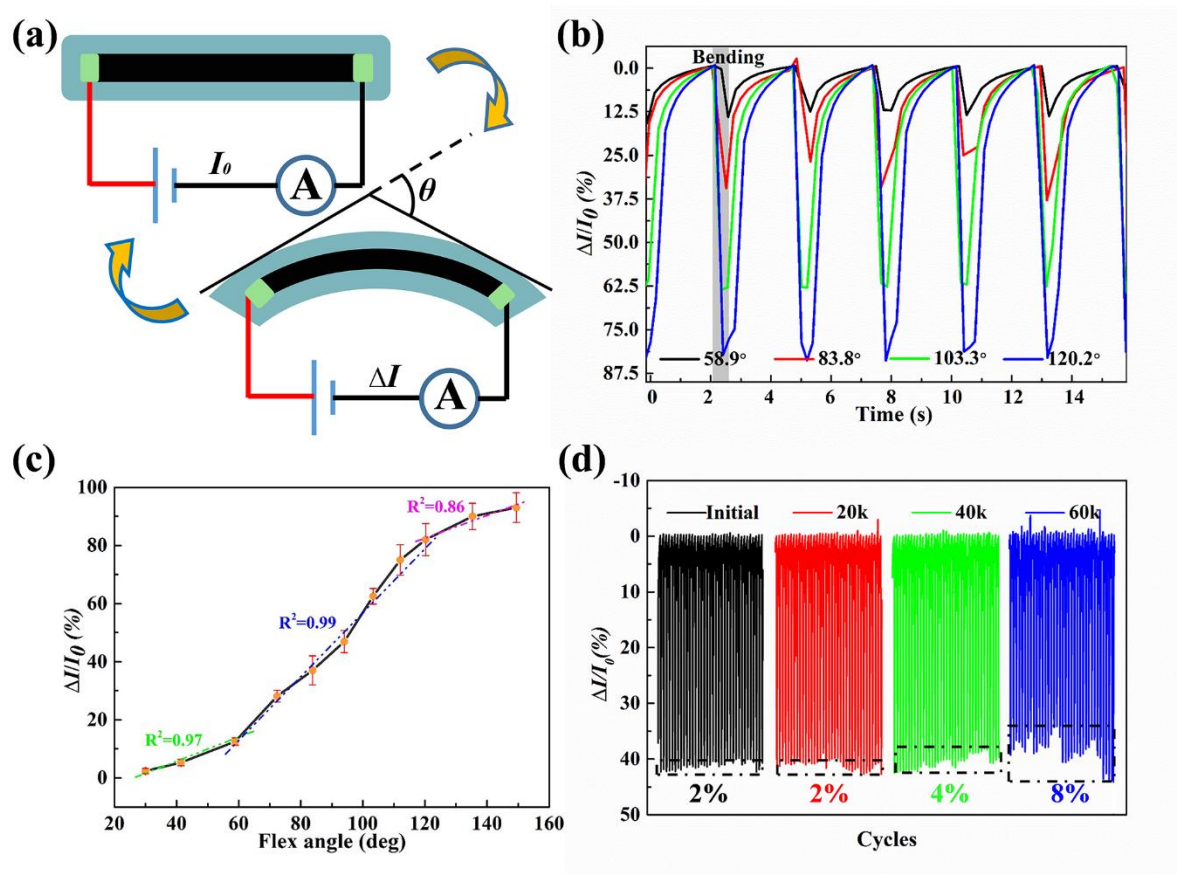 (a)
I0
A
θ
ΔI
A
(b)
Bending
0.0
12.5
25.0
37.5
50.0
62.5
75.0
87.5
ΔI/I0 (%)
58.9° 83.8° 103.3° 120.2°
0 2 4 6 8 10 12 14
Time (s)
(c)
100
80
60
40
20
0
ΔI/I0 (%)
R²=0.97
R²=0.99
R²=0.86
20 40 60 80 100 120 140 160
Flex angle (deg)
(d)
-10
0
10
20
30
40
50
ΔI/I0(%)
Initial 20k 40k 60k
2% 2% 4% 8%
Cycles